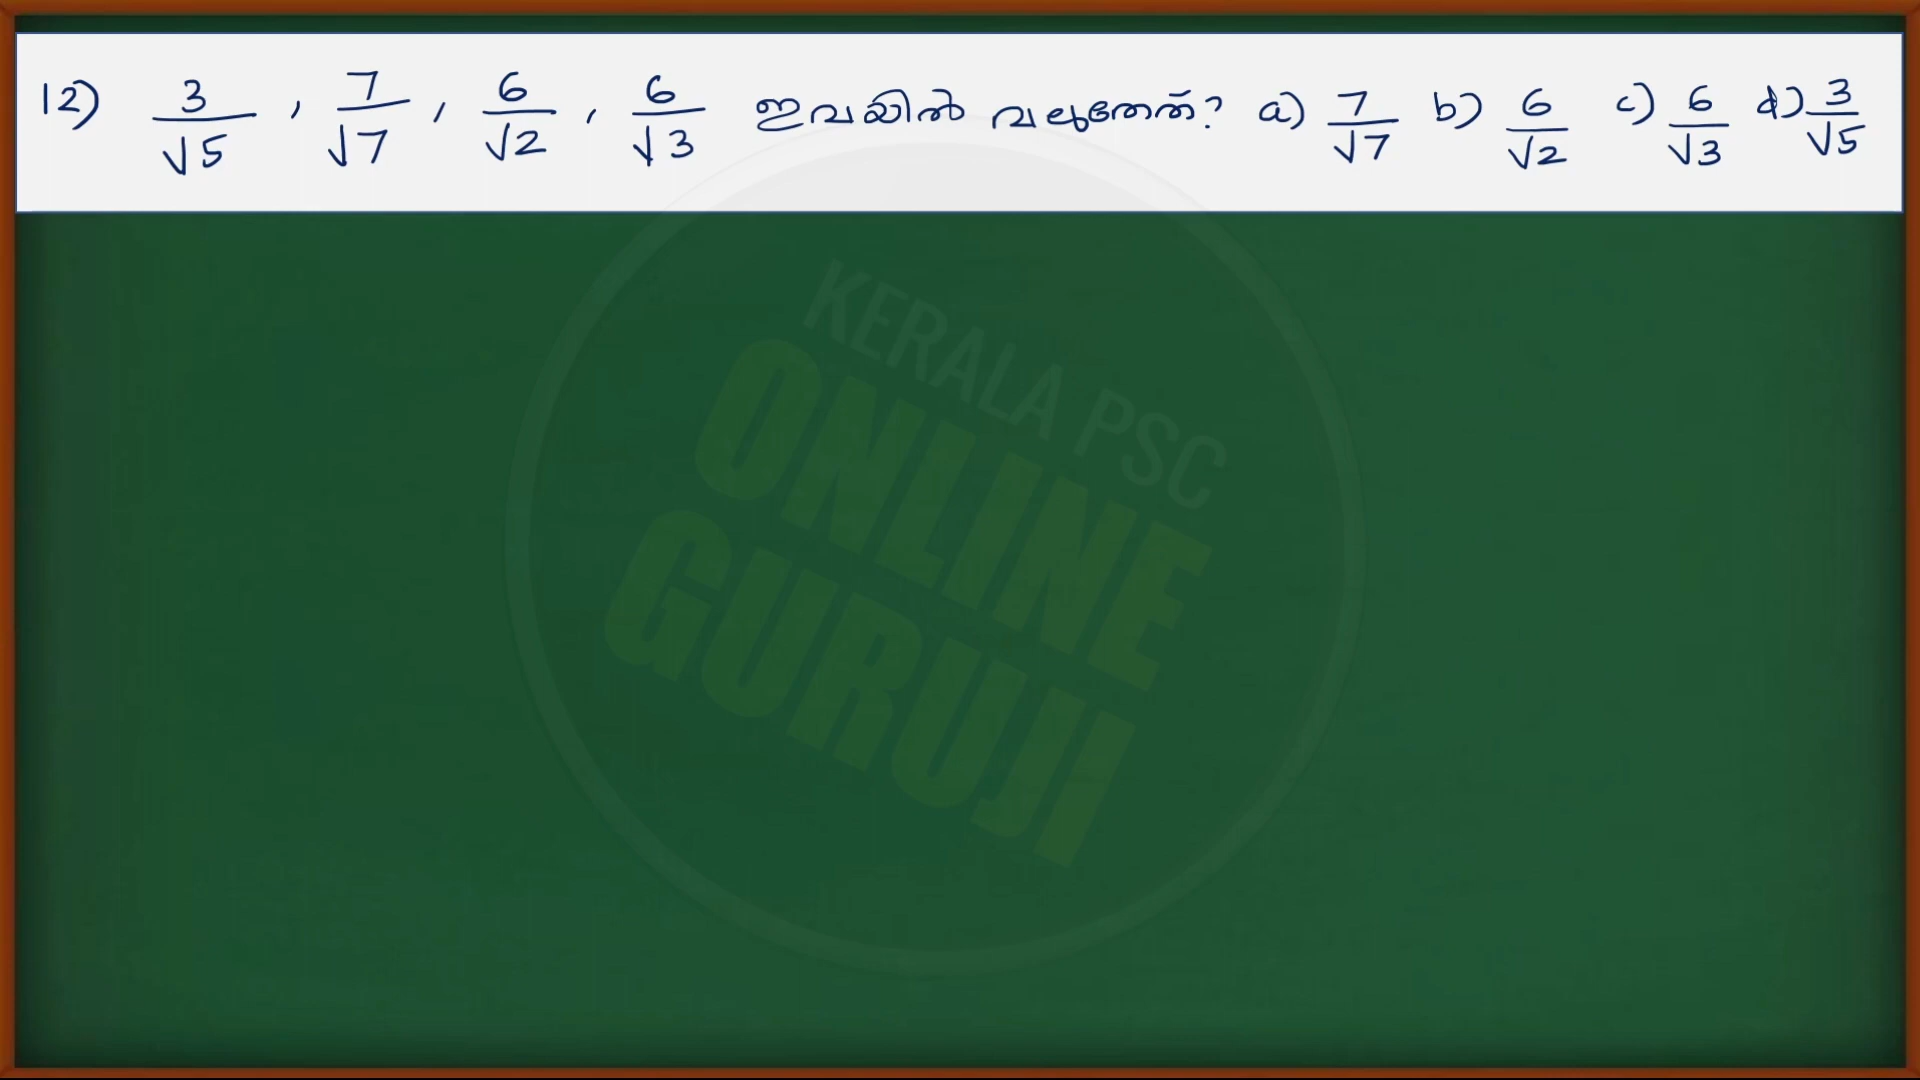 12) 3/√5 , 7/√7 , 6/√2 , 6/√3 ഇവയിൽ വലുതേത്? a) 7/√7 b) 6/√2 c) 6/√3 d) 3/√5
KERALA PSC
ONLINE
GURUJI